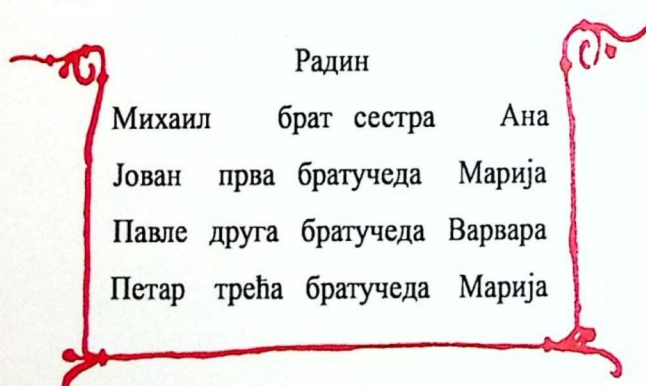 Радин
Михаил брат сестра Ана
Јован прва братучеда Марија
Павле друга братучеда Варвара
Петар трећа братучеда Марија